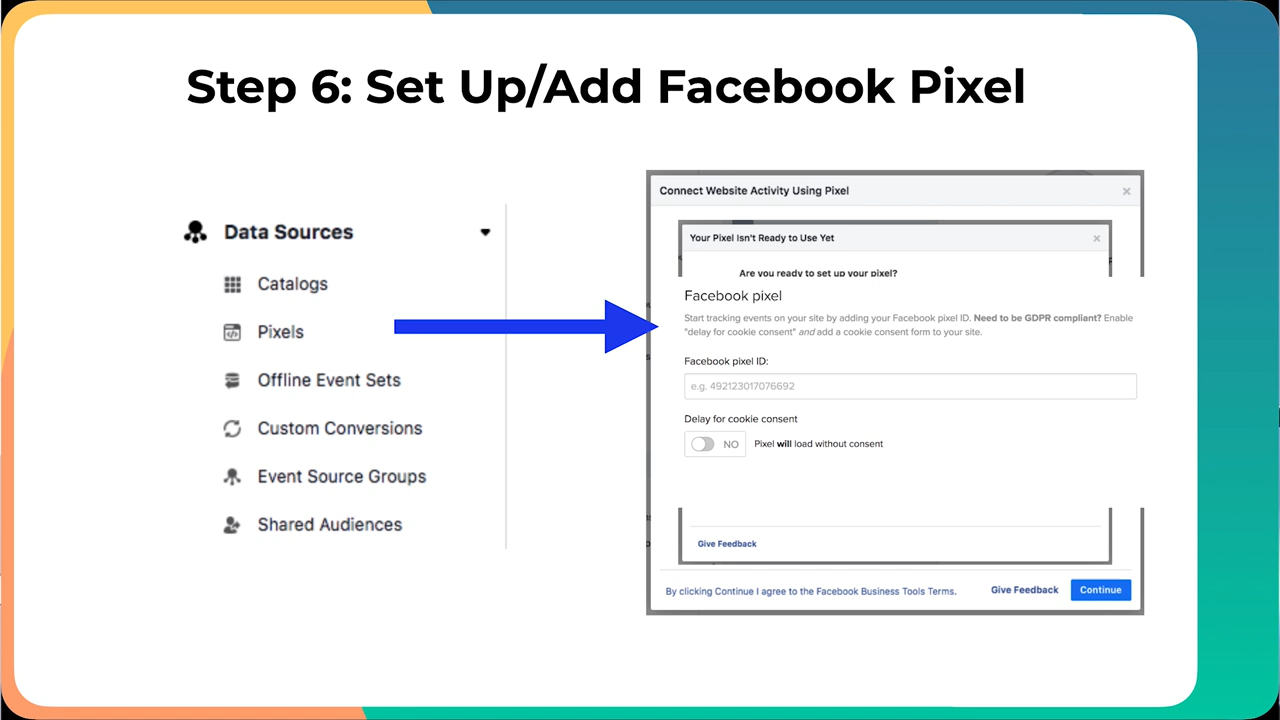 Step 6: Set Up/Add Facebook Pixel
Data Sources
Catalogs
Pixels
Offline Event Sets
Custom Conversions
Event Source Groups
Shared Audiences
Connect Website Activity Using Pixel
Your Pixel Isn't Ready to Use Yet
Are you ready to set up your pixel?
Facebook pixel
Start tracking events on your site by adding your Facebook pixel ID. Need to be GDPR compliant? Enable
"delay for cookie consent" and add a cookie consent form to your site.
Facebook pixel ID:
e.g. 492123017076692
Delay for cookie consent
NO Pixel will load without consent
Give Feedback
By clicking Continue I agree to the Facebook Business Tools Terms.
Give Feedback
Continue